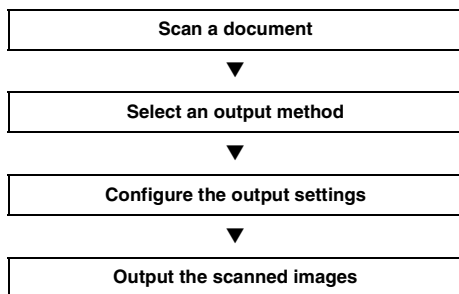 Scan a document
▼
Select an output method
▼
Configure the output settings
▼
Output the scanned images